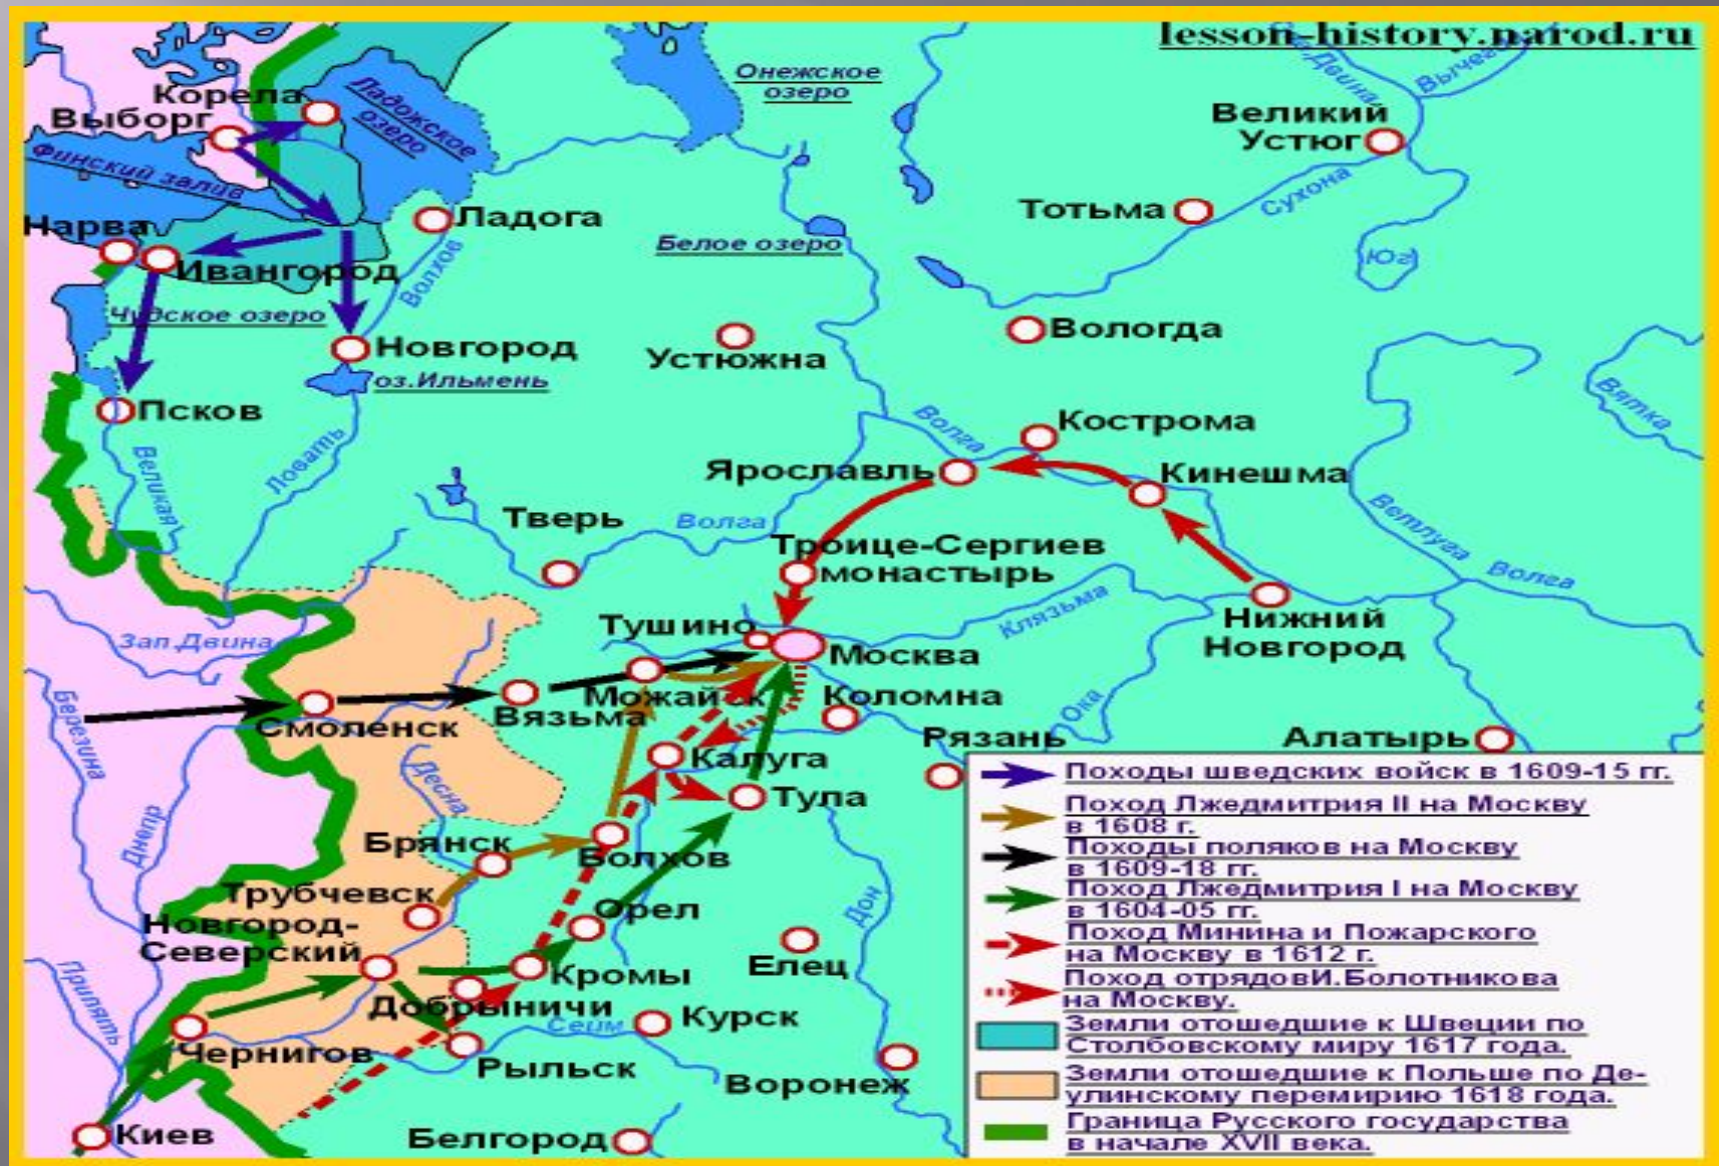 lesson-history.narod.ru
Онежское
озеро
Вычег
Двина
Корела
Выборг
Ладожское
озеро
Финский залив
Великий
Устюг
Сухона
Тотьма
Юг
Нарва
Ладога
Ивангород
Волхов
Белое озеро
Чудское озеро
Новгород
оз.Ильмень
Устюжна
Вологда
Псков
Великая
Ловать
Вятка
Волга
Кострома
Ярославль
Кинешма
Ветлуга
Волга
Тверь
Волга
Троице-Сергиев
монастырь
Клязьма
Нижний
Новгород
Зап.Двина
Тушино
Москва
Можайск
Коломна
Березина
Смоленск
Вязьма
Ока
Рязань
Алатырь
Калуга
Десна
Тула
Днепр
Брянск
Болхов
Трубчевск
Дон
Новгород-
Северский
Орел
Кромы
Елец
Припять
Добрыничи
Сейм
Курск
Чернигов
Рыльск
Воронеж
Киев
Белгород
Походы шведских войск в 1609-15 гг.
Поход Лжедмитрия II на Москву
в 1608 г.
Походы поляков на Москву
в 1609-18 гг.
Поход Лжедмитрия I на Москву
в 1604-05 гг.
Поход Минина и Пожарского
на Москву в 1612 г.
Поход отрядовИ.Болотникова
на Москву.
Земли отошедшие к Швеции по
Столбовскому миру 1617 года.
Земли отошедшие к Польше по Де-
улинскому перемирию 1618 года.
Граница Русского государства
в начале XVII века.